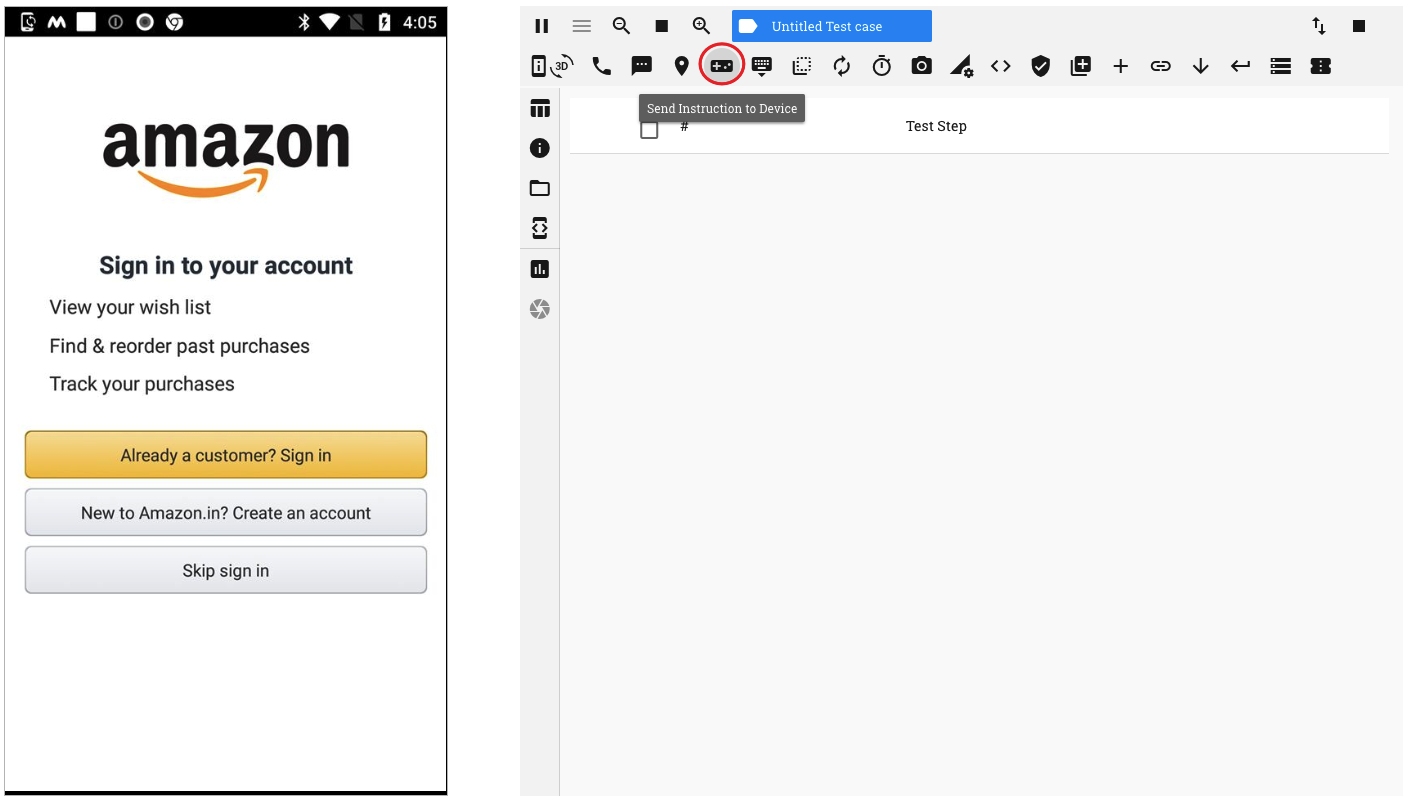 4:05
amazon
Sign in to your account
View your wish list
Find & reorder past purchases
Track your purchases
Already a customer? Sign in
New to Amazon.in? Create an account
Skip sign in
Untitled Test case
3D
Send Instruction to Device
# Test Step